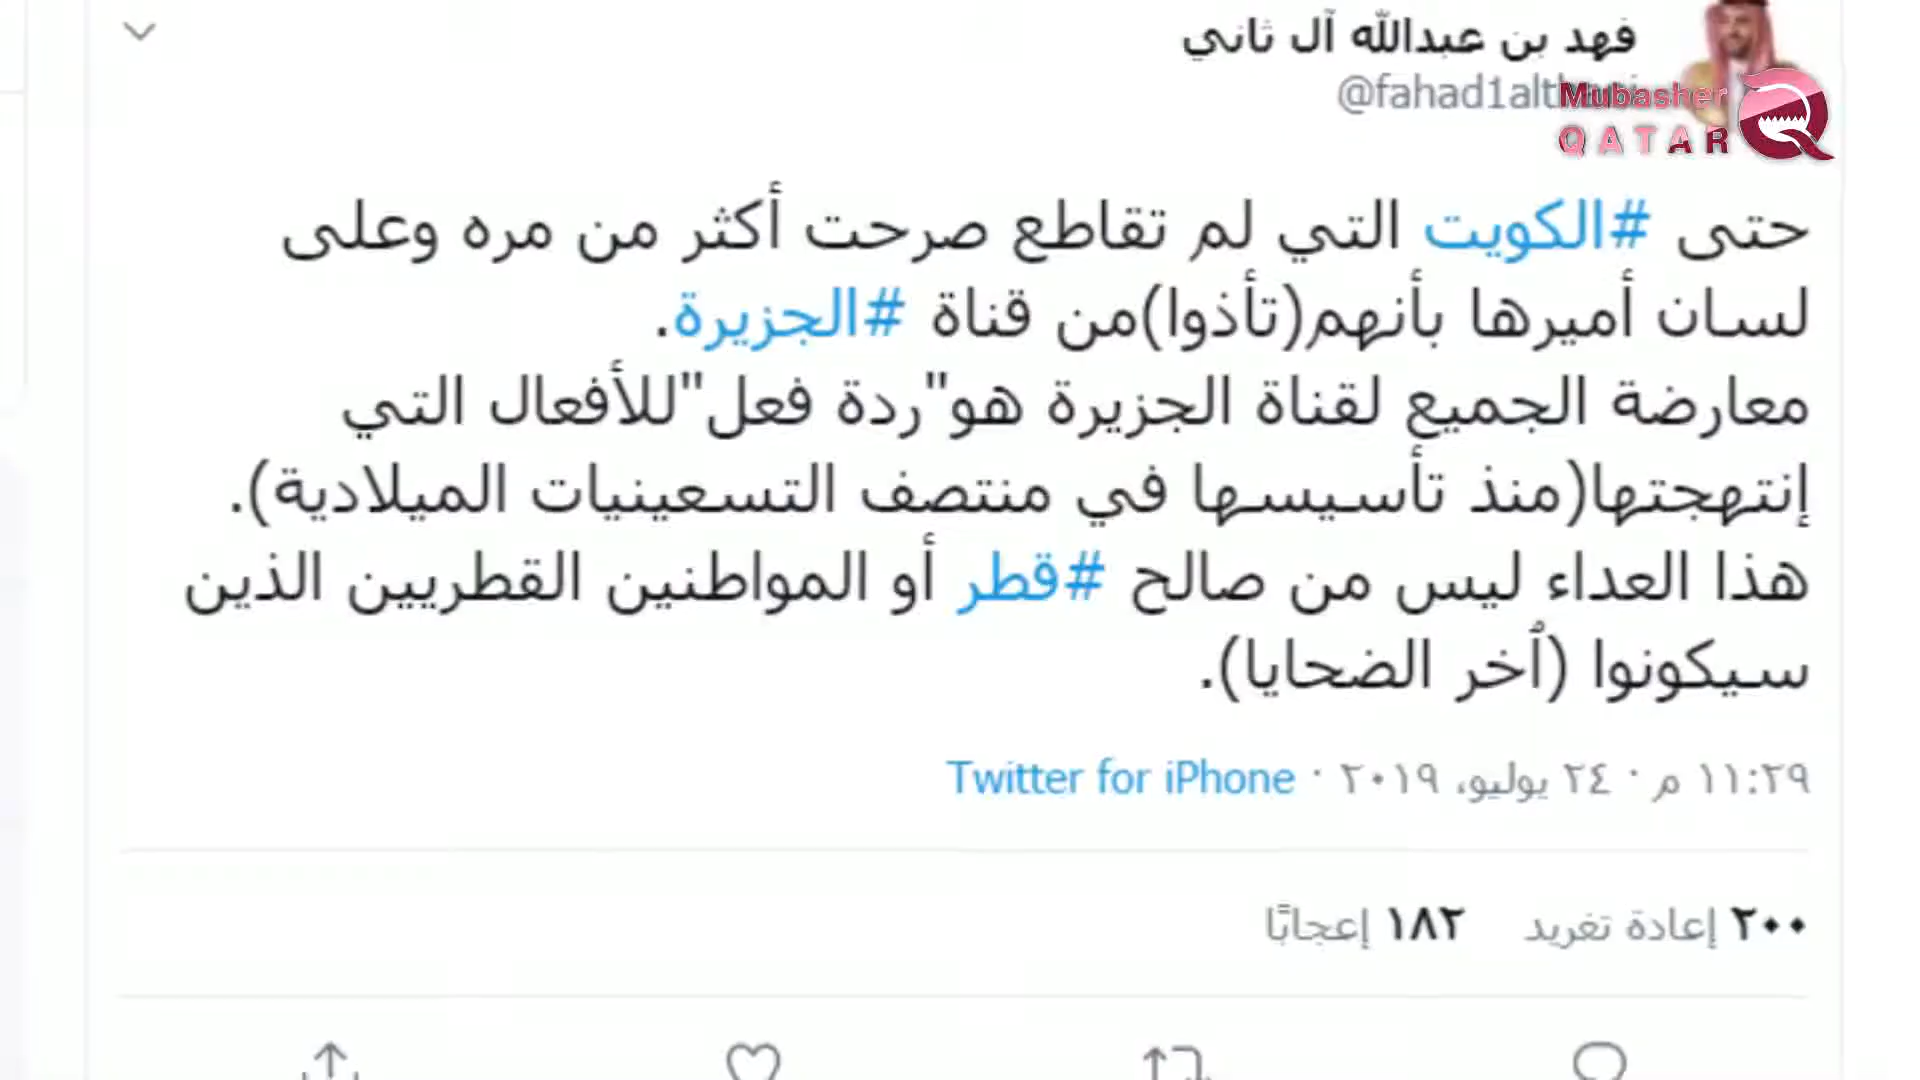 فهد بن عبدالله آل ثاني
@fahad1alth
Mubasher
QATAR
حتى #الكويت التي لم تقاطع صرحت أكثر من مره وعلى
لسان أميرها بأنهم(تأذوا)من قناة #الجزيرة.
معارضة الجميع لقناة الجزيرة هو"ردة فعل"للأفعال التي
إنتهجتها(منذ تأسيسها في منتصف التسعينيات الميلادية).
هذا العداء ليس من صالح #قطر أو المواطنين القطريين الذين
سيكونوا (أخر الضحايا).
١١:٢٩ م · ٢٤ يوليو، ٢٠١٩ · Twitter for iPhone
٢٠٠ إعادة تغريد ١٨٢ إعجابًا